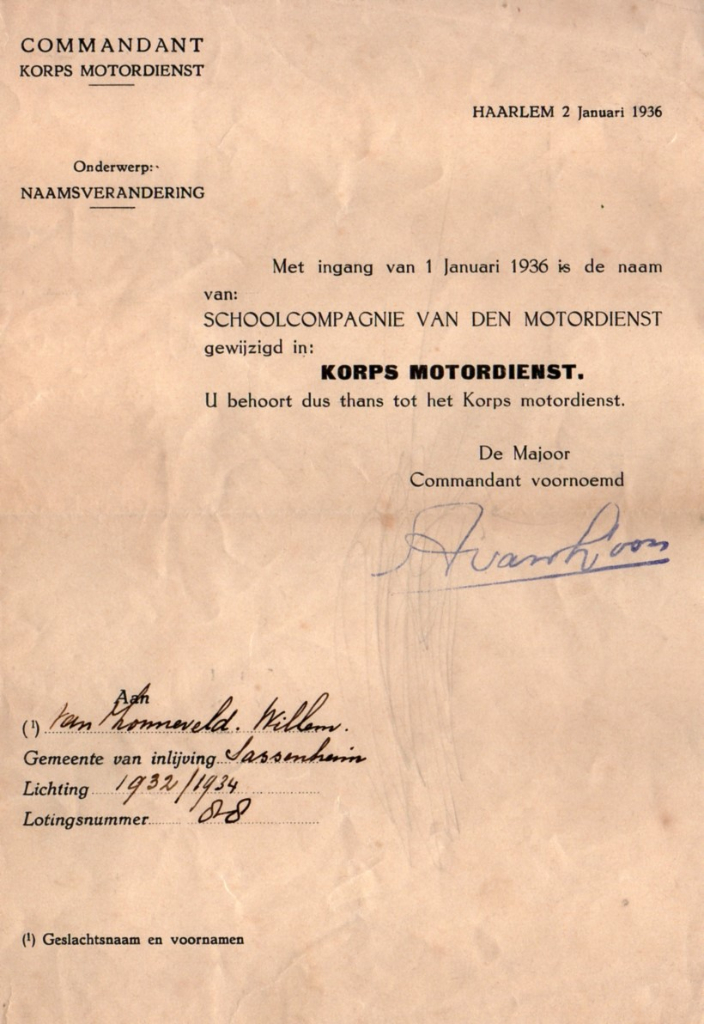 COMMANDANT
KORPS MOTORDIENST
HAARLEM 2 Januari 1936
Onderwerp:
NAAMSVERANDERING
Met ingang van 1 Januari 1936 is de naam
van:
SCHOOLCOMPAGNIE VAN DEN MOTORDIENST
gewijzigd in:
KORPS MOTORDIENST.
U behoort dus thans tot het Korps motordienst.
De Majoor
Commandant voornoemd
Aan
(¹) van Willem.
Gemeente van inlijving Sassenheim
Lichting 1932/1934
Lotingsnummer 88
(¹) Geslachtsnaam en voornamen